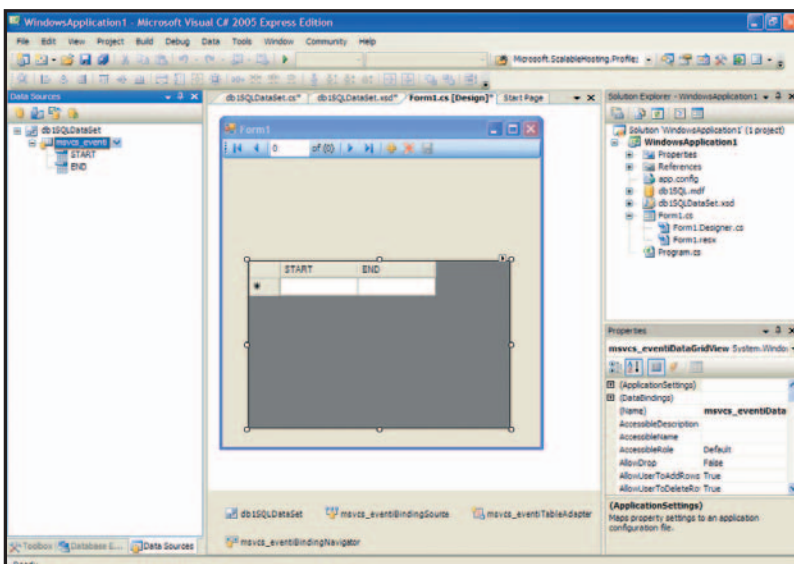 WindowsApplication1 - Microsoft Visual C# 2005 Express Edition
File Edit View Project Build Debug Data Tools Window Community Help
Microsoft.ScalableHosting.Profile:
Data Sources
db1SQLDataSet
msvcs_eventi
START
END
db1SQLDataSet.cs* db1SQLDataSet.xsd* Form1.cs [Design]* Start Page
Form1
0 of {0}
START END
db1SQLDataSet msvcs_eventiBindingSource msvcs_eventiTableAdapter
msvcs_eventiBindingNavigator
Solution Explorer - WindowsApplication1
Solution 'WindowsApplication1' (1 project)
WindowsApplication1
Properties
References
app.config
db1SQL.mdf
db1SQLDataSet.xsd
Form1.cs
Form1.Designer.cs
Form1.resx
Program.cs
Properties
msvcs_eventiDataGridView System.Windo
(ApplicationSettings)
(DataBindings)
(Name) msvcs_eventiData
AccessibleDescription
AccessibleName
AccessibleRole Default
AllowDrop False
AllowUserToAddRows True
AllowUserToDeleteRo True
(ApplicationSettings)
Maps property settings to an application
configuration file.
Toolbox Database E... Data Sources